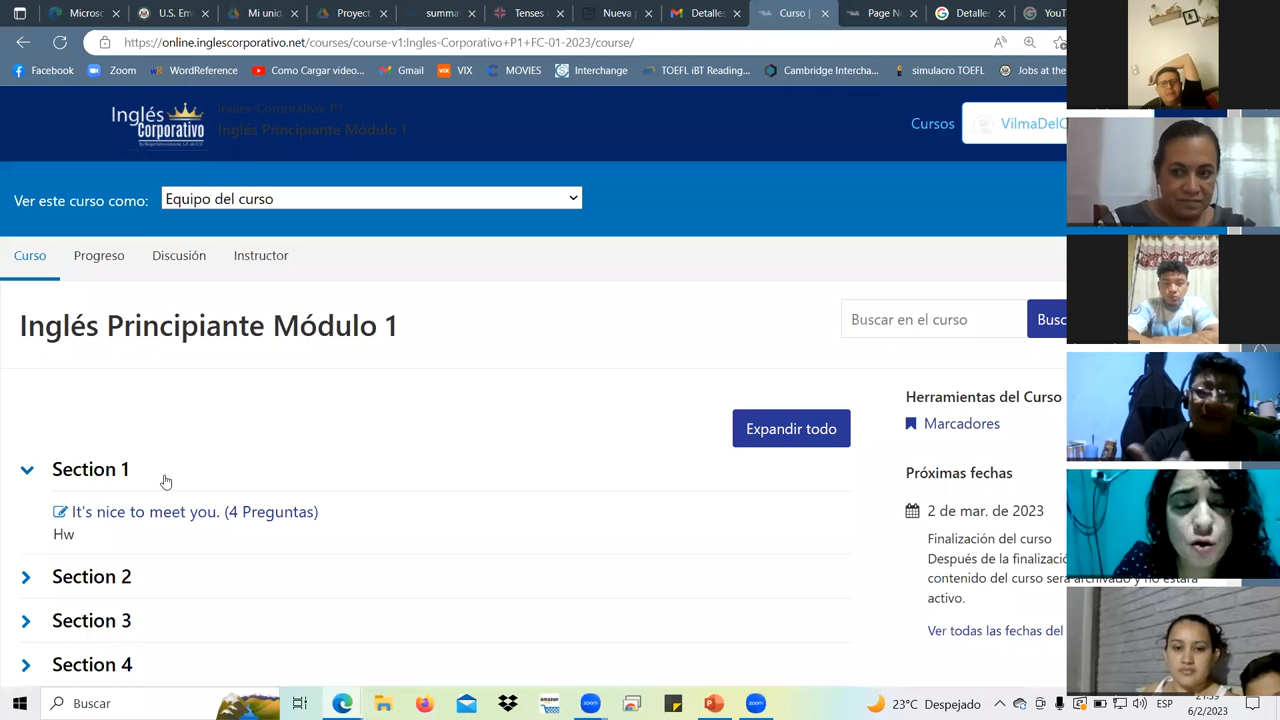 Microso
U.S. Em
Mi unid
Project
summa
Tenses
Nueva p
Detalles
Curso |
Page N
Detalles
YouT
https://online.inglescorporativo.net/courses/course-v1:Ingles-Corporativo+P1+FC-01-2023/course/
Facebook
Zoom
WordReference
Como Cargar video...
Gmail
VIX
MOVIES
Interchange
TOEFL iBT Reading...
Cambridge Intercha...
simulacro TOEFL
Jobs at the
Inglés Corporativo
Ingles-Corporativo: P1
Inglés Principiante Módulo 1
Cursos
VilmaDelC
Ver este curso como:
Equipo del curso
Curso
Progreso
Discusión
Instructor
Inglés Principiante Módulo 1
Buscar en el curso
Busc
Expandir todo
Herramientas del Curso
Marcadores
Section 1
It's nice to meet you. (4 Preguntas)
Hw
Section 2
Section 3
Section 4
Próximas fechas
2 de mar. de 2023
Finalización del curso
Después de la finalizació
contenido del curso será archivado y no estará
activo.
Ver todas las fechas del
Buscar
23°C Despejado
ESP
21:39
6/2/2023